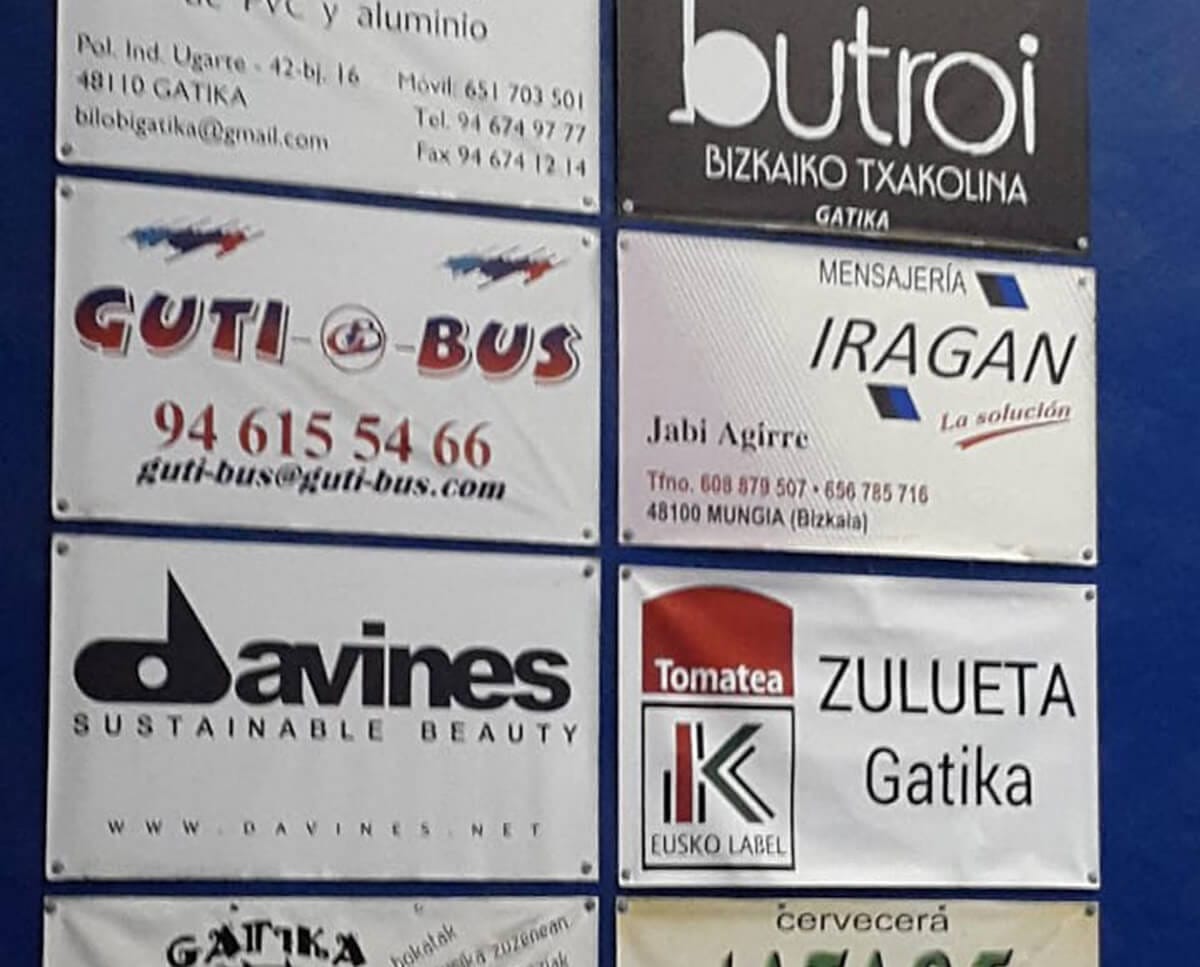 de PVC y aluminio
Pol. Ind. Ugarte - 42-bj. 16
48110 GATIKA
bilobigatika@gmail.com
Móvil: 651 703 501
Tel. 94 674 97 77
Fax 94 674 12 14
butroi
BIZKAIKO TXAKOLINA
GATIKA
GUTI-BUS
94 615 54 66
guti-bus@guti-bus.com
MENSAJERÍA
IRAGAN
La solución
Jabi Agirre
Tfno. 608 879 507 • 656 785 716
48100 MUNGIA (Bizkaia)
davines
SUSTAINABLE BEAUTY
WWW.DAVINES.NET
Tomatea
K
EUSKO LABEL
ZULUETA
Gatika
GATIKA
bokatak
zuzenean
cervecera